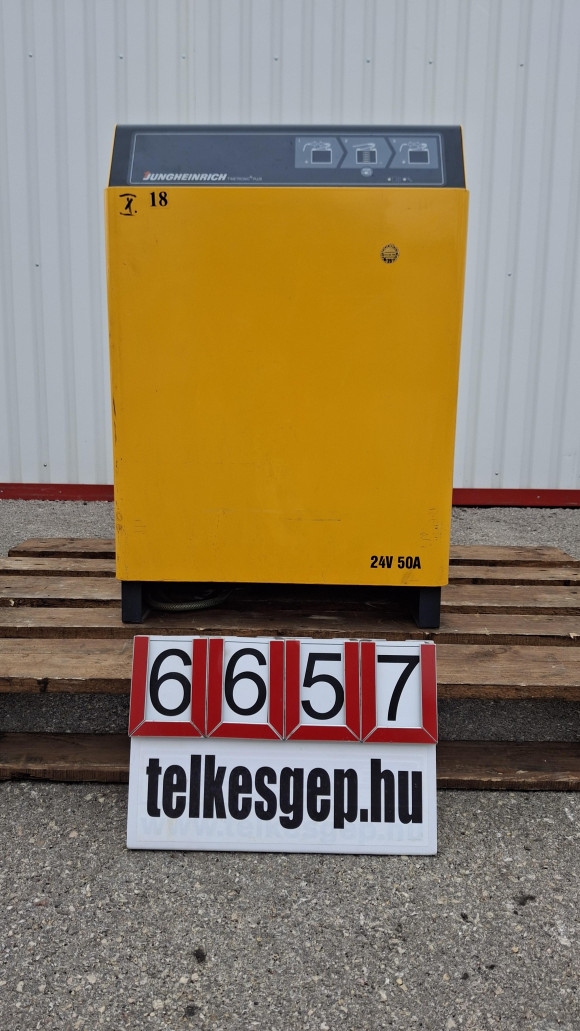 JUNGHEINRICH
18
24V 50A
6657
telkesgep.hu